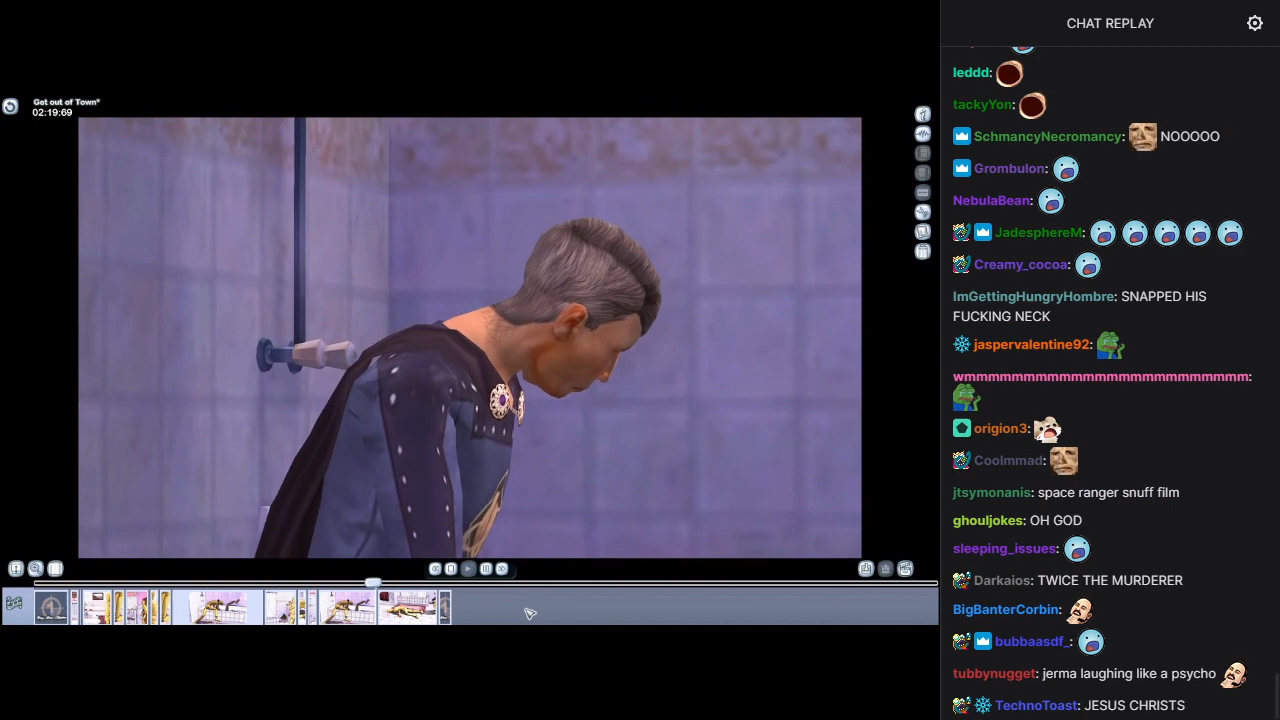 Get out of Town*
02:19:69
CHAT REPLAY
leddd:
tackyYon:
SchmancyNecromancy: NOOOOO
Grombulon:
NebulaBean:
JadesphereM:
Creamy_cocoa:
ImGettingHungryHombre: SNAPPED HIS
FUCKING NECK
jaspervalentine92:
wmmmmmmmmmmmmmmmmmmmmmmmm:
origion3:
Coolmmad:
jtsymonanis: space ranger snuff film
ghouljokes: OH GOD
sleeping_issues:
Darkaios: TWICE THE MURDERER
BigBanterCorbin:
bubbaasdf_:
tubbynugget: jerma laughing like a psycho
TechnoToast: JESUS CHRISTS